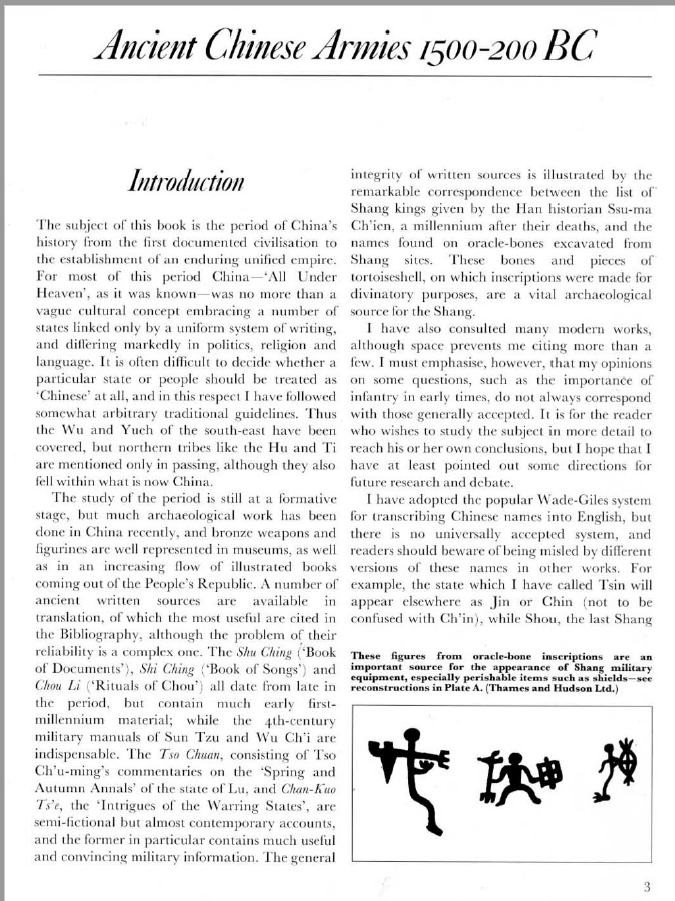 Ancient Chinese Armies 1500-200 BC
Introduction
The subject of this book is the period of China's
history from the first documented civilisation to
the establishment of an enduring unified empire.
For most of this period China—'All Under
Heaven', as it was known—was no more than a
vague cultural concept embracing a number of
states linked only by a uniform system of writing,
and differing markedly in politics, religion and
language. It is often difficult to decide whether a
particular state or people should be treated as
'Chinese' at all, and in this respect I have followed
somewhat arbitrary traditional guidelines. Thus
the Wu and Yueh of the south-east have been
covered, but northern tribes like the Hu and Ti
are mentioned only in passing, although they also
fell within what is now China.
The study of the period is still at a formative
stage, but much archaeological work has been
done in China recently, and bronze weapons and
figurines are well represented in museums, as well
as in an increasing flow of illustrated books
coming out of the People's Republic. A number of
ancient written sources are available in
translation, of which the most useful are cited in
the Bibliography, although the problem of their
reliability is a complex one. The Shu Ching ('Book
of Documents'), Shi Ching ('Book of Songs') and
Chou Li ('Rituals of Chou') all date from late in
the period, but contain much early first-
millennium material; while the 4th-century
military manuals of Sun Tzu and Wu Ch'i are
indispensable. The Tso Chuan, consisting of Tso
Ch'u-ming's commentaries on the 'Spring and
Autumn Annals' of the state of Lu, and Chan-Kuo
Ts'e, the 'Intrigues of the Warring States', are
semi-fictional but almost contemporary accounts,
and the former in particular contains much useful
and convincing military information. The general
integrity of written sources is illustrated by the
remarkable correspondence between the list of
Shang kings given by the Han historian Ssu-ma
Ch'ien, a millennium after their deaths, and the
names found on oracle-bones excavated from
Shang sites. These bones and pieces of
tortoiseshell, on which inscriptions were made for
divinatory purposes, are a vital archaeological
source for the Shang.
I have also consulted many modern works,
although space prevents me citing more than a
few. I must emphasise, however, that my opinions
on some questions, such as the importance of
infantry in early times, do not always correspond
with those generally accepted. It is for the reader
who wishes to study the subject in more detail to
reach his or her own conclusions, but I hope that I
have at least pointed out some directions for
future research and debate.
I have adopted the popular Wade-Giles system
for transcribing Chinese names into English, but
there is no universally accepted system, and
readers should beware of being misled by different
versions of these names in other works. For
example, the state which I have called Tsin will
appear elsewhere as Jin or Chin (not to be
confused with Ch'in), while Shou, the last Shang
These figures from oracle-bone inscriptions are an
important source for the appearance of Shang military
equipment, especially perishable items such as shields—see
reconstructions in Plate A. (Thames and Hudson Ltd.)
3